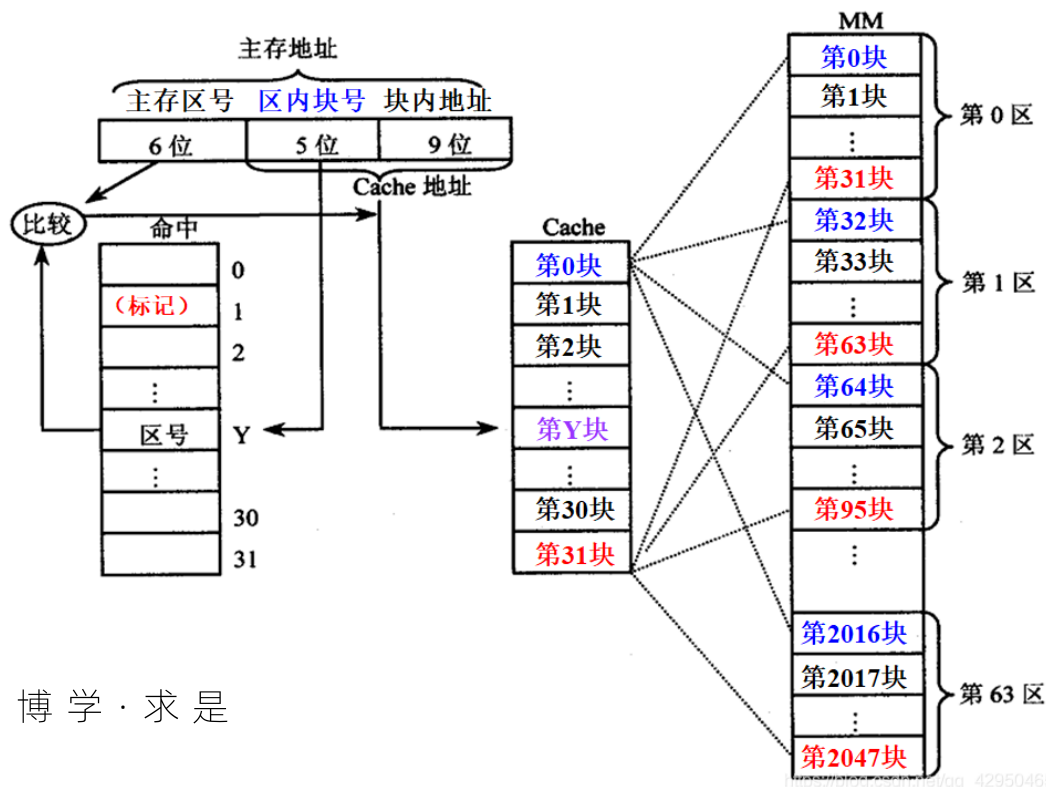 主存地址
主存区号 区内块号 块内地址
6 位 5 位 9 位
Cache 地址
比较
命中
0
(标记) 1
2
⋮
区号 Y
⋮
30
31
Cache
第0块
第1块
第2块
⋮
第Y块
⋮
第30块
第31块
MM
第0块
第1块
⋮
第31块
第 0 区
第32块
第33块
⋮
第63块
第 1 区
第64块
第65块
⋮
第95块
第 2 区
⋮
第2016块
第2017块
⋮
第2047块
第 63 区
博 学 · 求 是
https://blog.csdn.net/qq_4295046